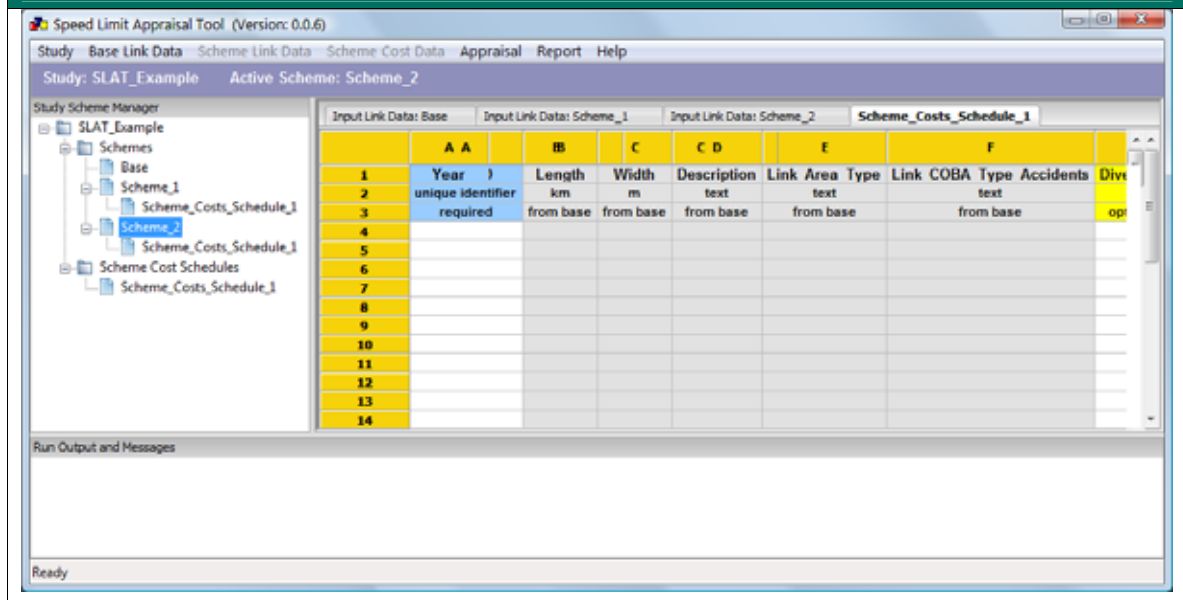 Speed Limit Appraisal Tool (Version: 0.0.6)
Study Base Link Data Scheme Link Data Scheme Cost Data Appraisal Report Help
Study: SLAT_Example Active Scheme: Scheme_2
Study Scheme Manager
SLAT_Example
Schemes
Base
Scheme_1
Scheme_Costs_Schedule_1
Scheme_2
Scheme_Costs_Schedule_1
Scheme Cost Schedules
Scheme_Costs_Schedule_1
Input Link Data: Base Input Link Data: Scheme_1 Input Link Data: Scheme_2 Scheme_Costs_Schedule_1
A A B C C D E F
1 Year ) Length Width Description Link Area Type Link COBA Type Accidents Dive
2 unique identifier km m text text text
3 required from base from base from base from base from base opt
4
5
6
7
8
9
10
11
12
13
14
Run Output and Messages
Ready